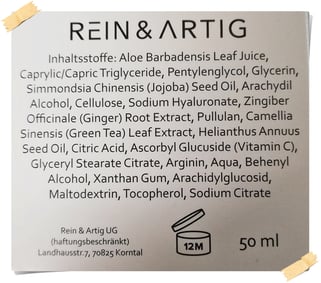 REIN & ARTIG
Inhaltsstoffe: Aloe Barbadensis Leaf Juice,
Caprylic/Capric Triglyceride, Pentylenglycol, Glycerin,
Simmondsia Chinensis (Jojoba) Seed Oil, Arachydil
Alcohol, Cellulose, Sodium Hyaluronate, Zingiber
Officinale (Ginger) Root Extract, Pullulan, Camellia
Sinensis (Green Tea) Leaf Extract, Helianthus Annuus
Seed Oil, Citric Acid, Ascorbyl Glucuside (Vitamin C),
Glyceryl Stearate Citrate, Arginin, Aqua, Behenyl
Alcohol, Xanthan Gum, Arachidylglucosid,
Maltodextrin, Tocopherol, Sodium Citrate
Rein & Artig UG
(haftungsbeschränkt)
Landhausstr.7, 70825 Korntal
12M
50 ml